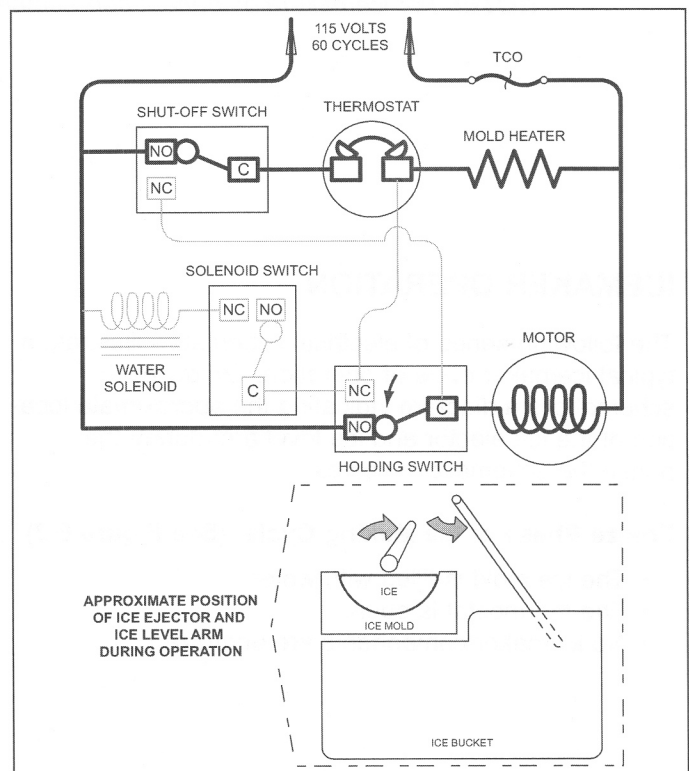 115 VOLTS
60 CYCLES
TCO
SHUT-OFF SWITCH
THERMOSTAT
MOLD HEATER
NO
C
NC
SOLENOID SWITCH
NC NO
MOTOR
WATER
SOLENOID
C
NC
C
NO
HOLDING SWITCH
APPROXIMATE POSITION
OF ICE EJECTOR AND
ICE LEVEL ARM
DURING OPERATION
ICE
ICE MOLD
ICE BUCKET